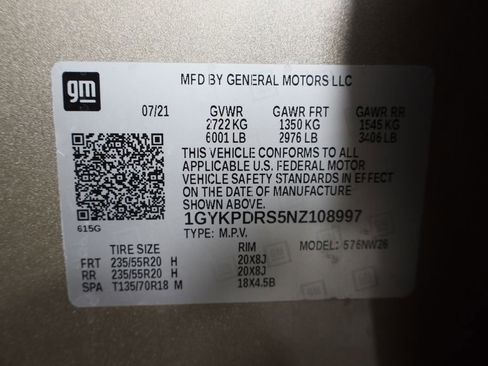 gm
MFD BY GENERAL MOTORS LLC
07/21 GVWR GAWR FRT GAWR RR
2722 KG 1350 KG 1545 KG
6001 LB 2976 LB 3406 LB
THIS VEHICLE CONFORMS TO ALL
APPLICABLE U.S. FEDERAL MOTOR
VEHICLE SAFETY STANDARDS IN EFFECT
ON THE DATE OF MANUFACTURE
SHOWN ABOVE.
1GYKPDRS5NZ108997
615G
TYPE: M.P.V. MODEL: 576NW26
TIRE SIZE RIM
FRT 235/55R20 H 20X8J
RR 235/55R20 H 20X8J
SPA T135/70R18 M 18X4.5B